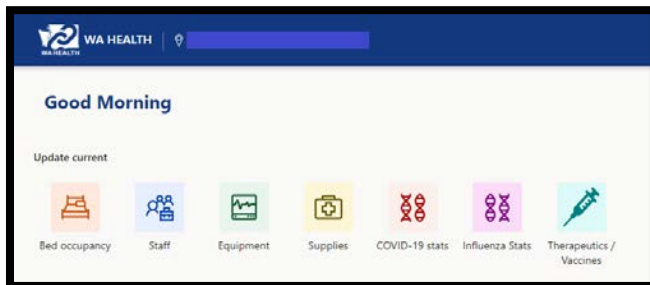 WA HEALTH
WA HEALTH
Good Morning
Update current
Bed occupancy
Staff
Equipment
Supplies
COVID-19 stats
Influenza Stats
Therapeutics /
Vaccines